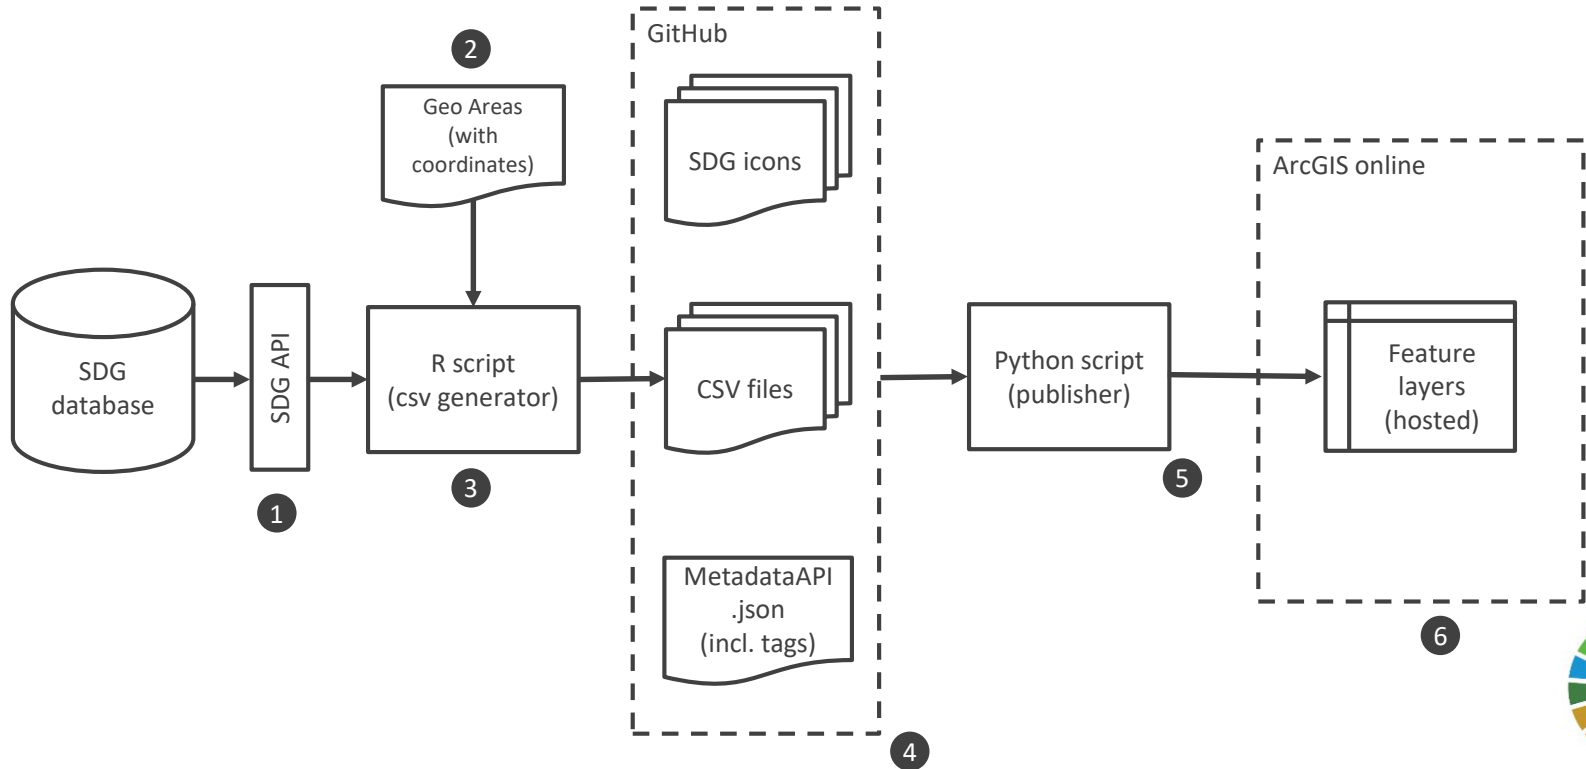 GitHub
2
Geo Areas
(with
coordinates)
SDG icons
ArcGIS online
SDG
database
SDG API
R script
(csv generator)
CSV files
Python script
(publisher)
Feature
layers
(hosted)
1
3
5
MetadataAPI
.json
(incl. tags)
6
4